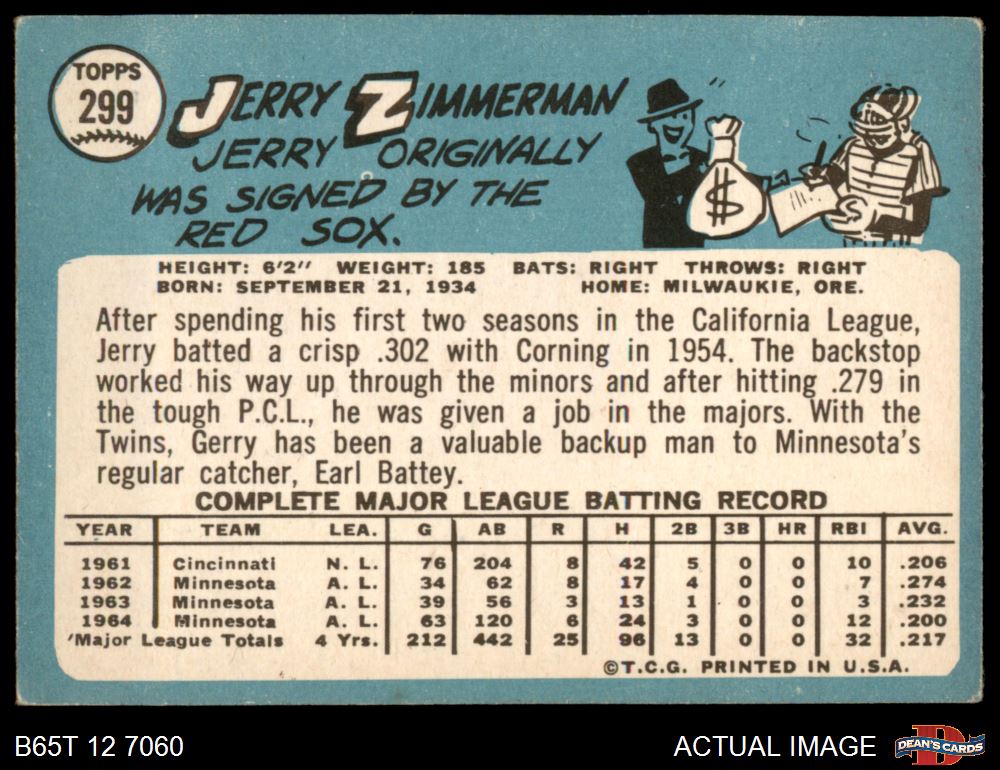 TOPPS
299
JERRY ZIMMERMAN
JERRY ORIGINALLY
WAS SIGNED BY THE
RED SOX.
$
HEIGHT: 6'2" WEIGHT: 185 BATS: RIGHT THROWS: RIGHT
BORN: SEPTEMBER 21, 1934 HOME: MILWAUKIE, ORE.
After spending his first two seasons in the California League,
Jerry batted a crisp .302 with Corning in 1954. The backstop
worked his way up through the minors and after hitting .279 in
the tough P.C.L., he was given a job in the majors. With the
Twins, Gerry has been a valuable backup man to Minnesota's
regular catcher, Earl Battey.
COMPLETE MAJOR LEAGUE BATTING RECORD
YEAR TEAM LEA. G AB R H 2B 3B HR RBI AVG.
1961 Cincinnati N. L. 76 204 8 42 5 0 0 10 .206
1962 Minnesota A. L. 34 62 8 17 4 0 0 7 .274
1963 Minnesota A. L. 39 56 3 13 1 0 0 3 .232
1964 Minnesota A. L. 63 120 6 24 3 0 0 12 .200
Major League Totals 4 Yrs. 212 442 25 96 13 0 0 32 .217
©T.C.G. PRINTED IN U.S.A.
B65T 12 7060 ACTUAL IMAGE DEAN'S CARDS